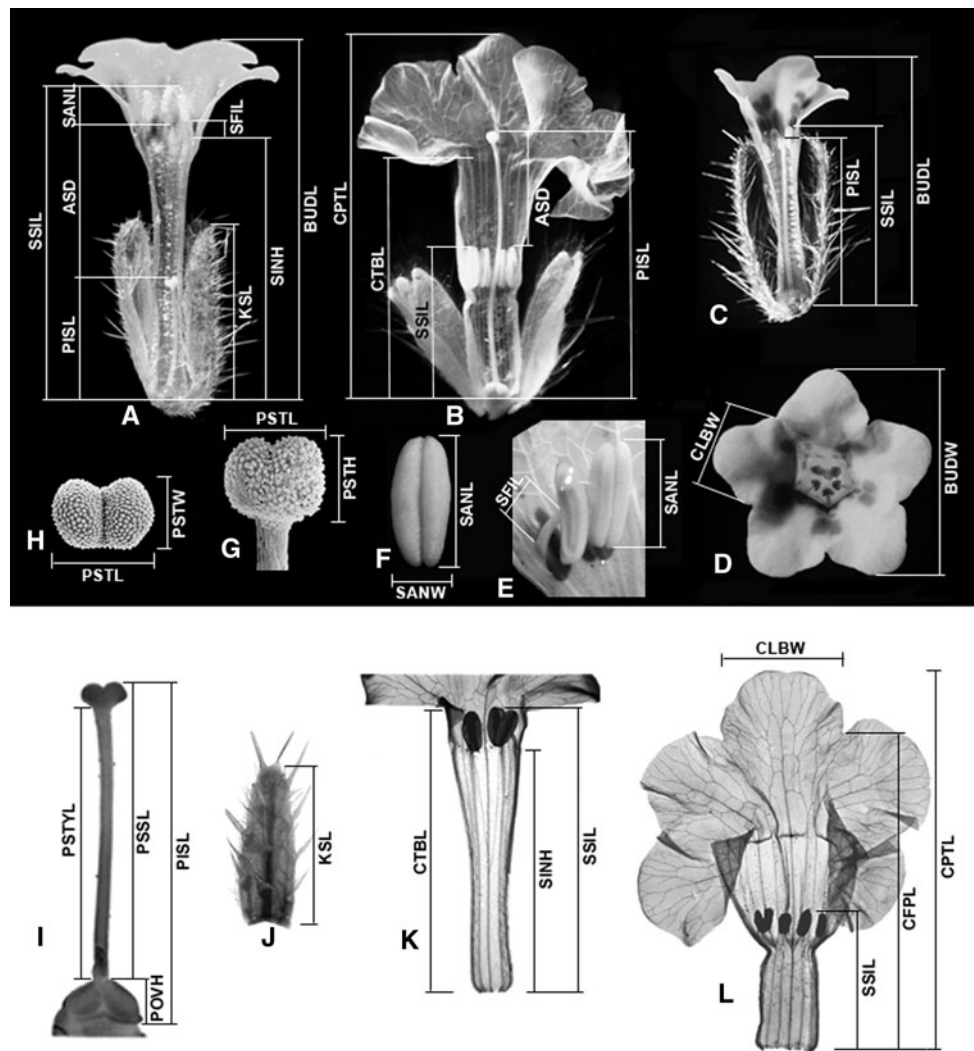 SANL
SFIL
SSIL
ASD
PISL
KSL
SINH
BUDL
A
CPTL
CTBL
SSIL
ASD
PISL
B
PISL
SSIL
BUDL
C
CLBW
BUDW
D
PSTW
PSTL
H
PSTL
PSTH
G
SANL
SANW
F
SFIL
SANL
E
PSTYL
PSSL
PISL
POVH
I
KSL
J
CTBL
SINH
SSIL
K
CLBW
SSIL
CFPL
CPTL
L